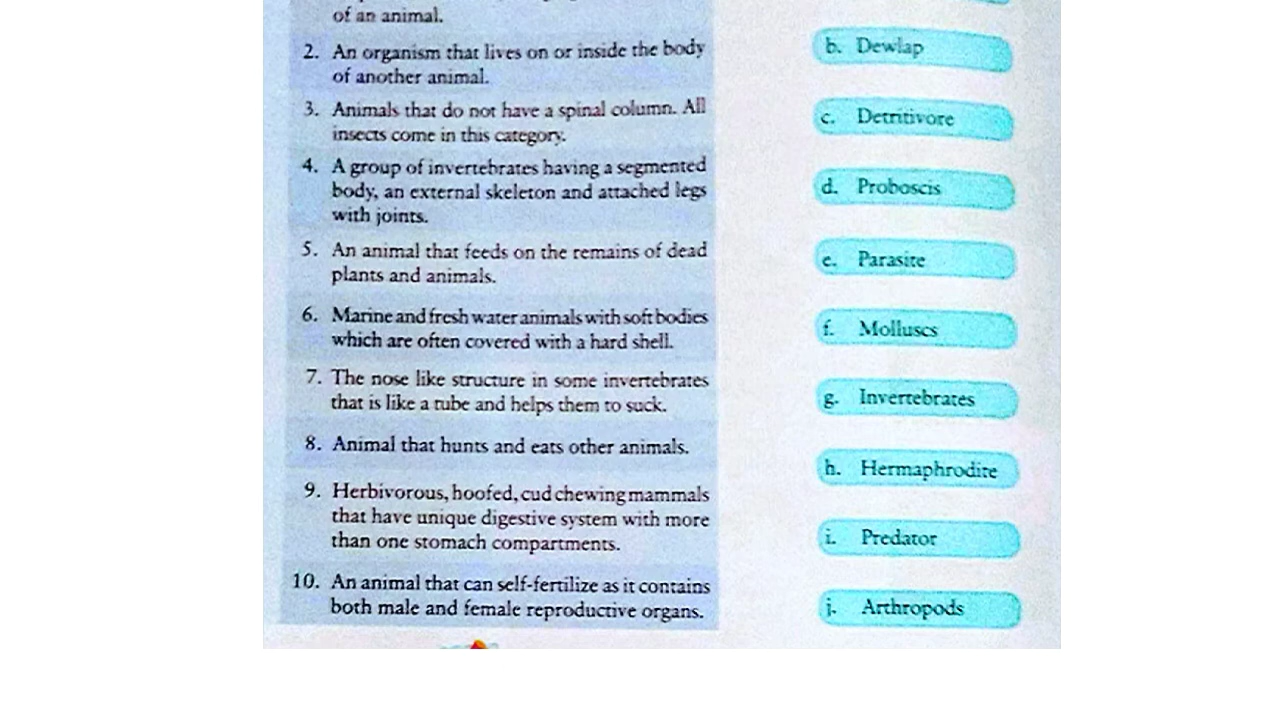 of an animal.
2. An organism that lives on or inside the body
of another animal.
3. Animals that do not have a spinal column. All
insects come in this category.
4. A group of invertebrates having a segmented
body, an external skeleton and attached legs
with joints.
5. An animal that feeds on the remains of dead
plants and animals.
6. Marine and fresh water animals with soft bodies
which are often covered with a hard shell.
7. The nose like structure in some invertebrates
that is like a tube and helps them to suck.
8. Animal that hunts and eats other animals.
9. Herbivorous, hoofed, cud chewing mammals
that have unique digestive system with more
than one stomach compartments.
10. An animal that can self-fertilize as it contains
both male and female reproductive organs.
b. Dewlap
c. Detritivore
d. Proboscis
e. Parasite
f. Molluscs
g. Invertebrates
h. Hermaphrodite
i. Predator
j. Arthropods